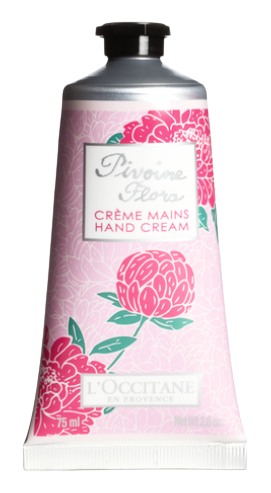 Pivoine
Flora
CRÈME MAINS
HAND CREAM
L'OCCITANE
EN PROVENCE
75 ml